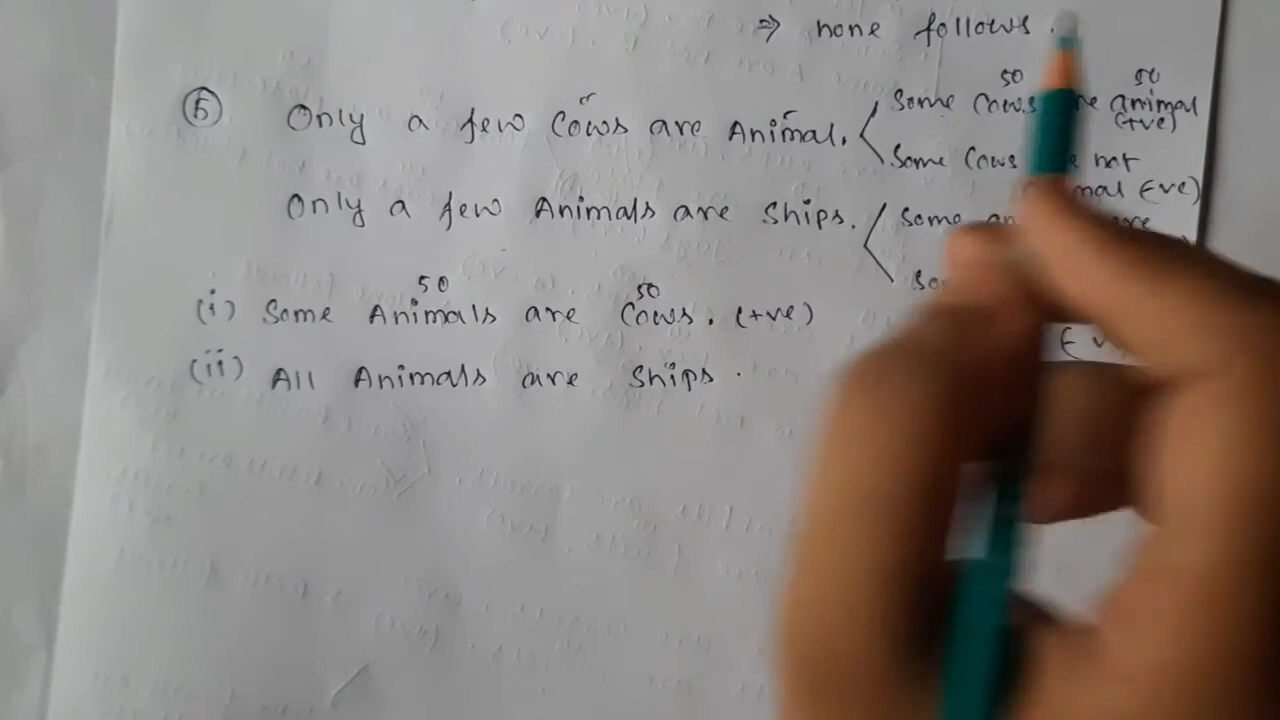 ⇒ none follows.
50 50
⑤ Only a few Cows are Animal. Some Cows animal
(+ve)
Some Cows not
(-ve)
Only a few Animals are Ships. Some are
50 50
(i) Some Animals are Cows. (+ve)
(ii) All Animals are Ships.